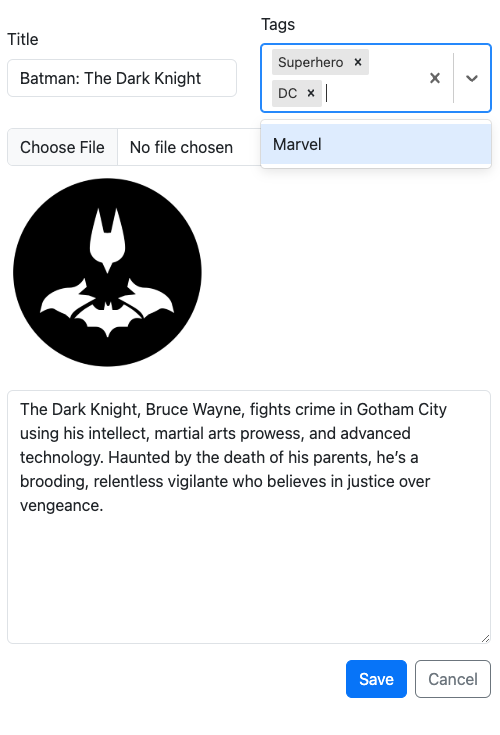 Title
Tags
Batman: The Dark Knight
Superhero ×
DC ×
Choose File No file chosen
Marvel
The Dark Knight, Bruce Wayne, fights crime in Gotham City
using his intellect, martial arts prowess, and advanced
technology. Haunted by the death of his parents, he’s a
brooding, relentless vigilante who believes in justice over
vengeance.
Save Cancel